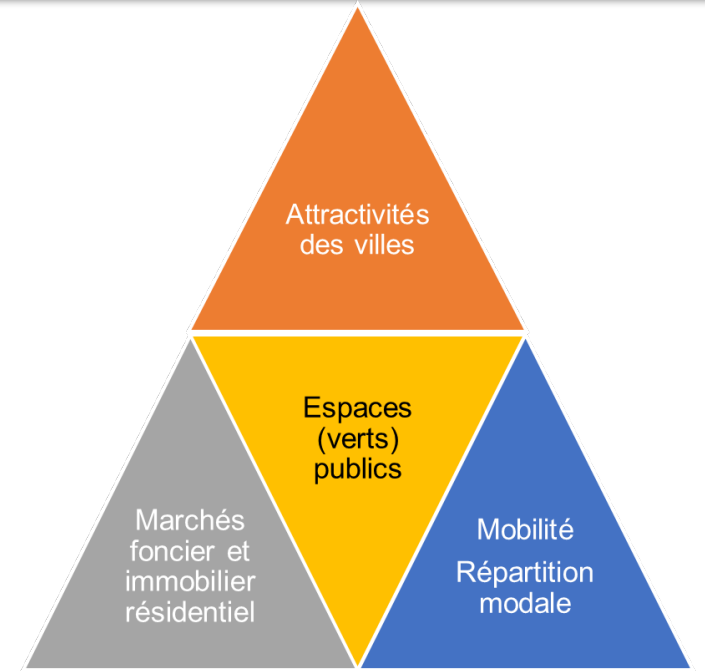 Attractivités
des villes
Espaces
(verts)
publics
Marchés
foncier et
immobilier
résidentiel
Mobilité
Répartition
modale